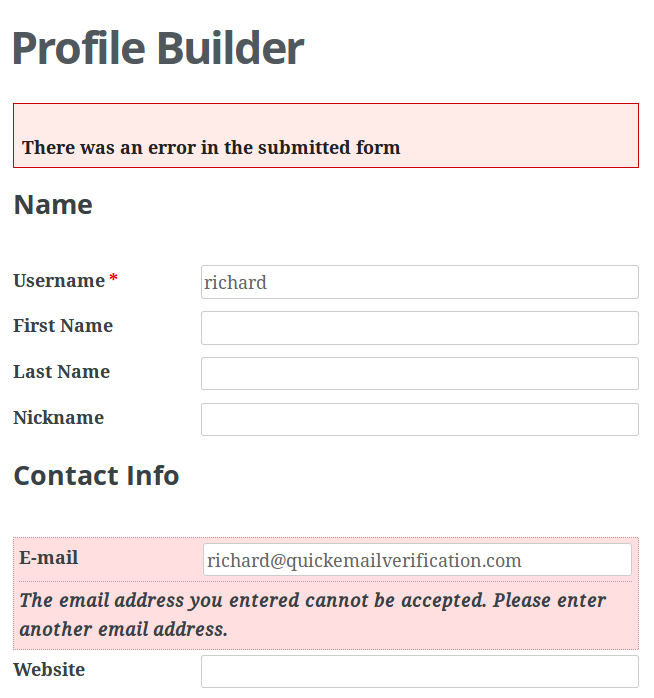 Profile Builder
There was an error in the submitted form
Name
Username * richard
First Name
Last Name
Nickname
Contact Info
E-mail richard@quickemailverification.com
The email address you entered cannot be accepted. Please enter
another email address.
Website